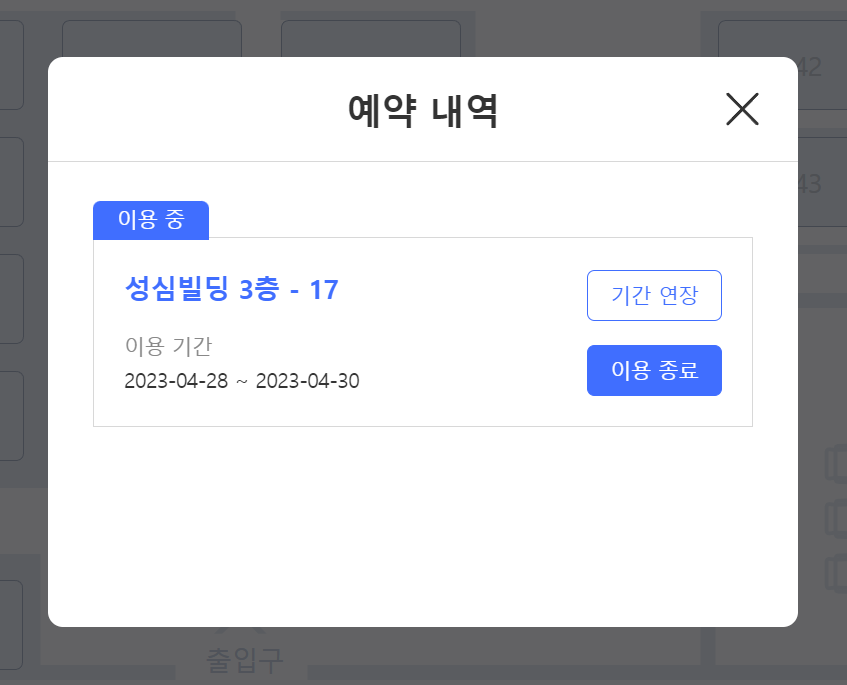 42
예약 내역
43
이용 중
성심빌딩 3층 - 17
기간 연장
이용 기간
2023-04-28 ~ 2023-04-30
이용 종료
출입구